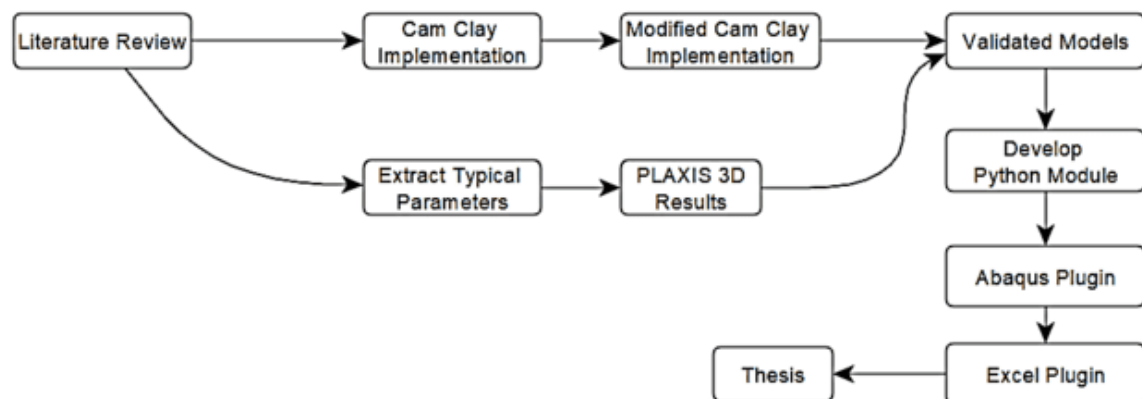 Literature Review
Cam Clay
Implementation
Modified Cam Clay
Implementation
Validated Models
Extract Typical
Parameters
PLAXIS 3D
Results
Develop
Python Module
Abaqus Plugin
Excel Plugin
Thesis